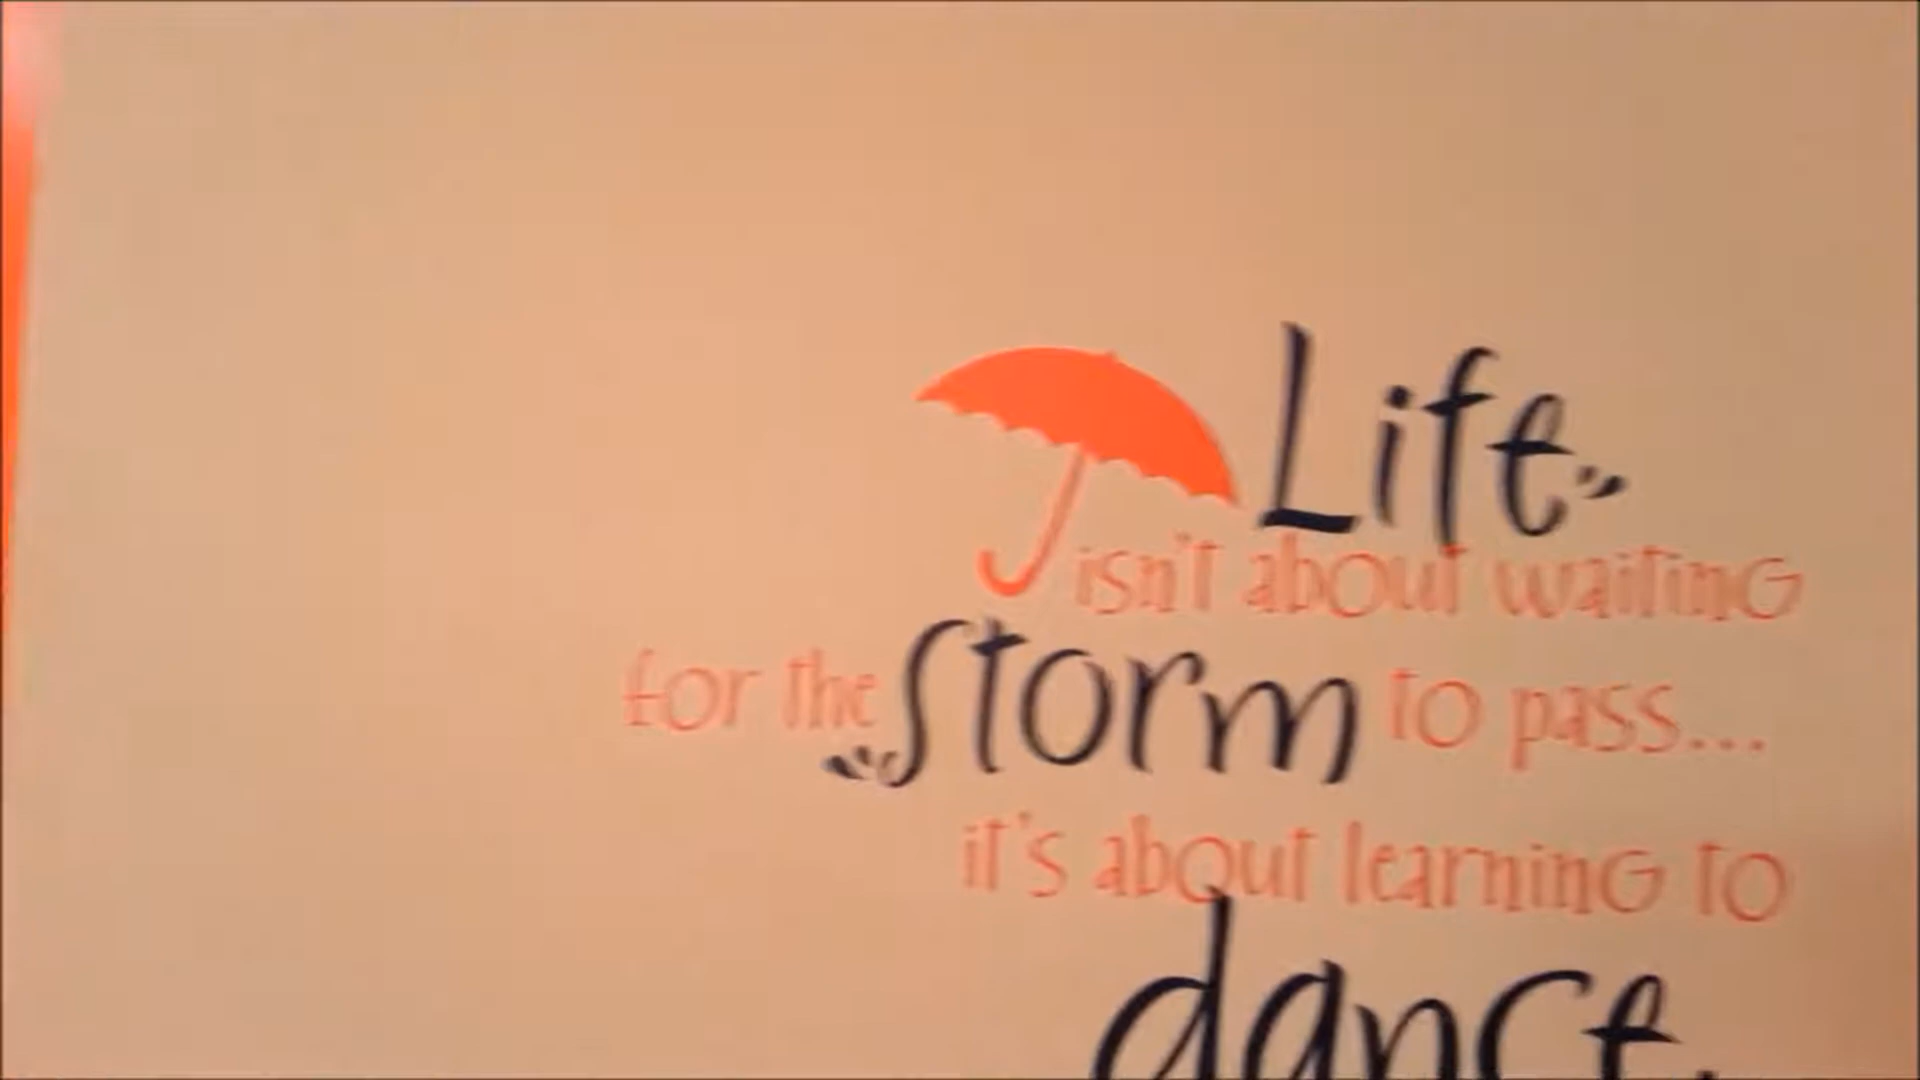 Life
isn't about waiting
for the storm to pass...
it's about learning to
dance